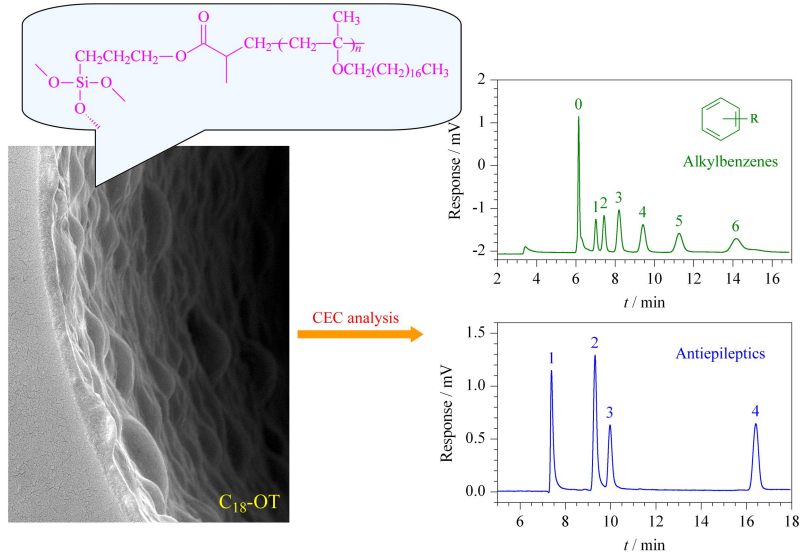 CH₃
O
CH₂CH₂CH₂—O CH₂—(CH₂—C—)ₙ
O—Si—O OCH₂(CH₂)₁₆CH₃
O
C₁₈-OT
CEC analysis
Response / mV
2
1
0
-1
-2
0
1
2
3
4
5
6
R
Alkylbenzenes
2 4 6 8 10 12 14 16
t / min
Response / mV
1.5
1.0
0.5
0.0
1
2
3
4
Antiepileptics
6 8 10 12 14 16 18
t / min